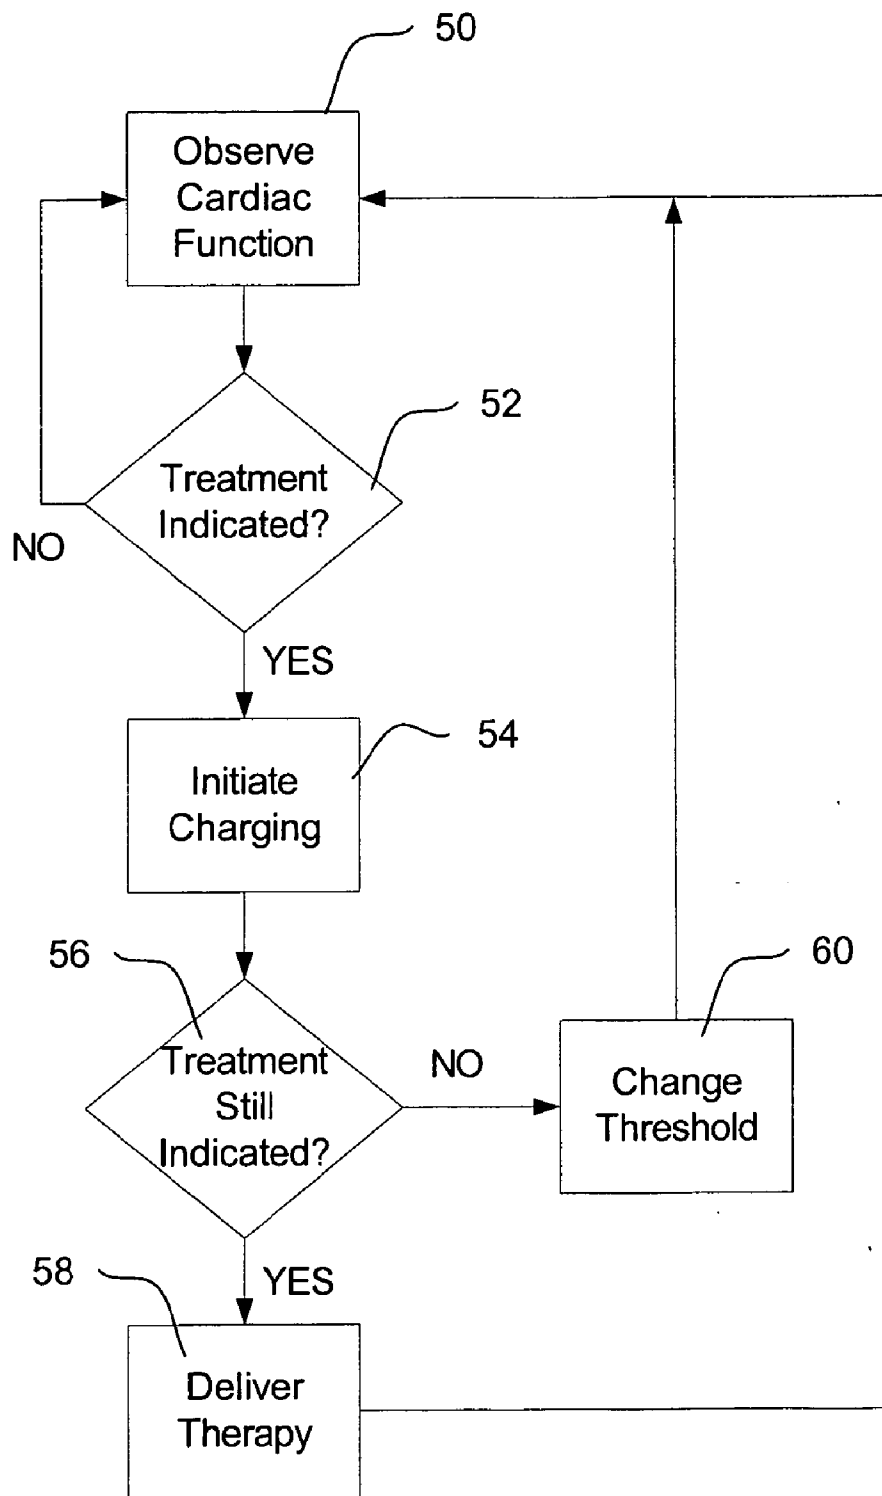 50
Observe
Cardiac
Function
52
Treatment
Indicated?
NO
YES
54
Initiate
Charging
56
60
Treatment
Still
Indicated?
NO
Change
Threshold
58
YES
Deliver
Therapy